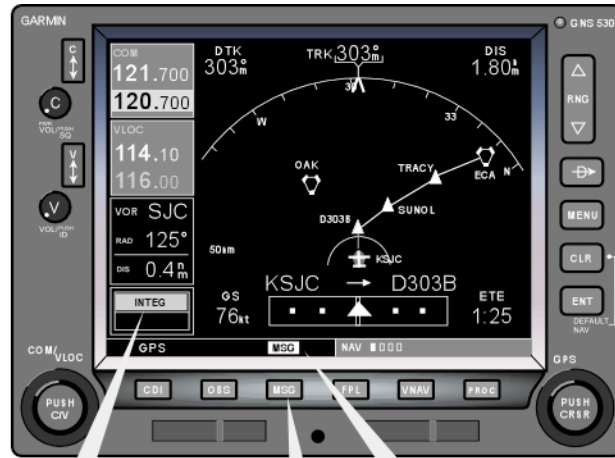 GARMIN
GNS 530
COM
121.700
120.700
VLOC
114.10
116.00
VOR SJC
RAD 125°
DIS 0.4 n m
INTEG
GPS
MSG
NAV
DTK
303°m
TRK 303°m
DIS
1.80 n m
W
30
33
N
OAK
TRACY
ECA
SUNOL
D303B
KSJC
50nm
KSJC → D303B
GS
76kt
ETE
1:25
C
C
PWR
VOL/PUSH
SQ
V
V
VOL/PUSH
ID
COM/VLOC
PUSH
C/V
CDI
OBS
MSG
FPL
VNAV
PROC
RNG
D
MENU
CLR
ENT
DEFAULT
NAV
GPS
PUSH
CRSR